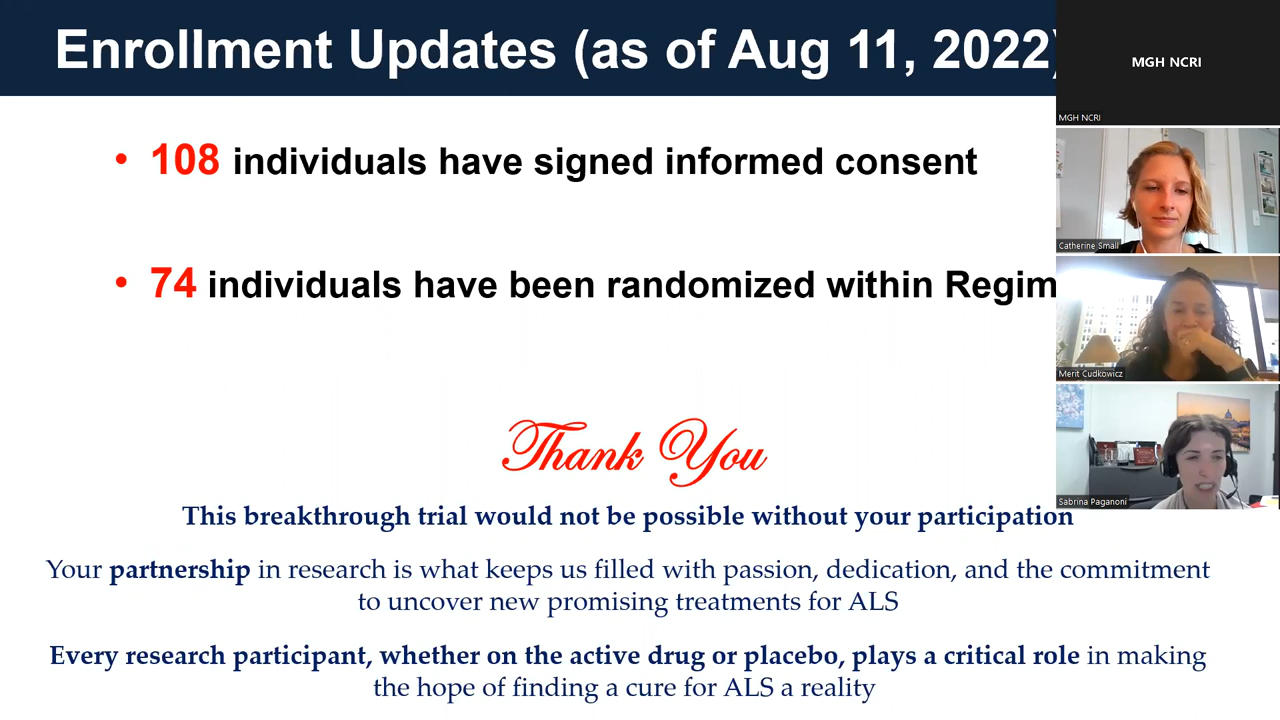 Enrollment Updates (as of Aug 11, 2022)
MGH NCRI
MGH NCRI
• 108 individuals have signed informed consent
Catherine Small
• 74 individuals have been randomized within Regim
Merit Cudkowicz
Thank You
Sabrina Paganoni
This breakthrough trial would not be possible without your participation
Your partnership in research is what keeps us filled with passion, dedication, and the commitment
to uncover new promising treatments for ALS
Every research participant, whether on the active drug or placebo, plays a critical role in making
the hope of finding a cure for ALS a reality